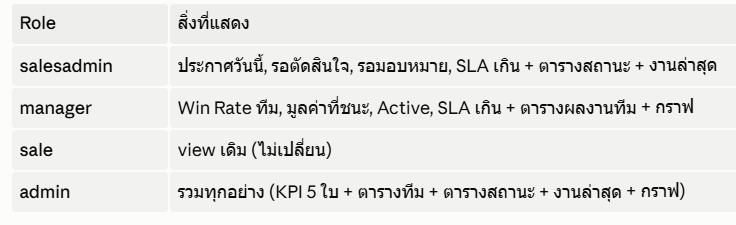 Role สิ่งที่แสดง
salesadmin ประกาศวันนี้, รอตัดสินใจ, รอมอบหมาย, SLA เกิน + ตารางสถานะ + งานล่าสุด
manager Win Rate ทีม, มูลค่าที่ชนะ, Active, SLA เกิน + ตารางผลงานทีม + กราฟ
sale view เดิม (ไม่เปลี่ยน)
admin รวมทุกอย่าง (KPI 5 ใบ + ตารางทีม + ตารางสถานะ + งานล่าสุด + กราฟ)